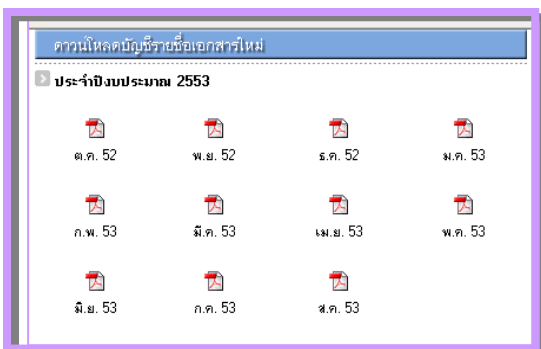 ดาวน์โหลดบัญชีรายชื่อเอกสารใหม่
ประจำปีงบประมาณ 2553
ต.ค. 52 พ.ย. 52 ธ.ค. 52 ม.ค. 53
ก.พ. 53 มี.ค. 53 เม.ย. 53 พ.ค. 53
มิ.ย. 53 ก.ค. 53 ส.ค. 53